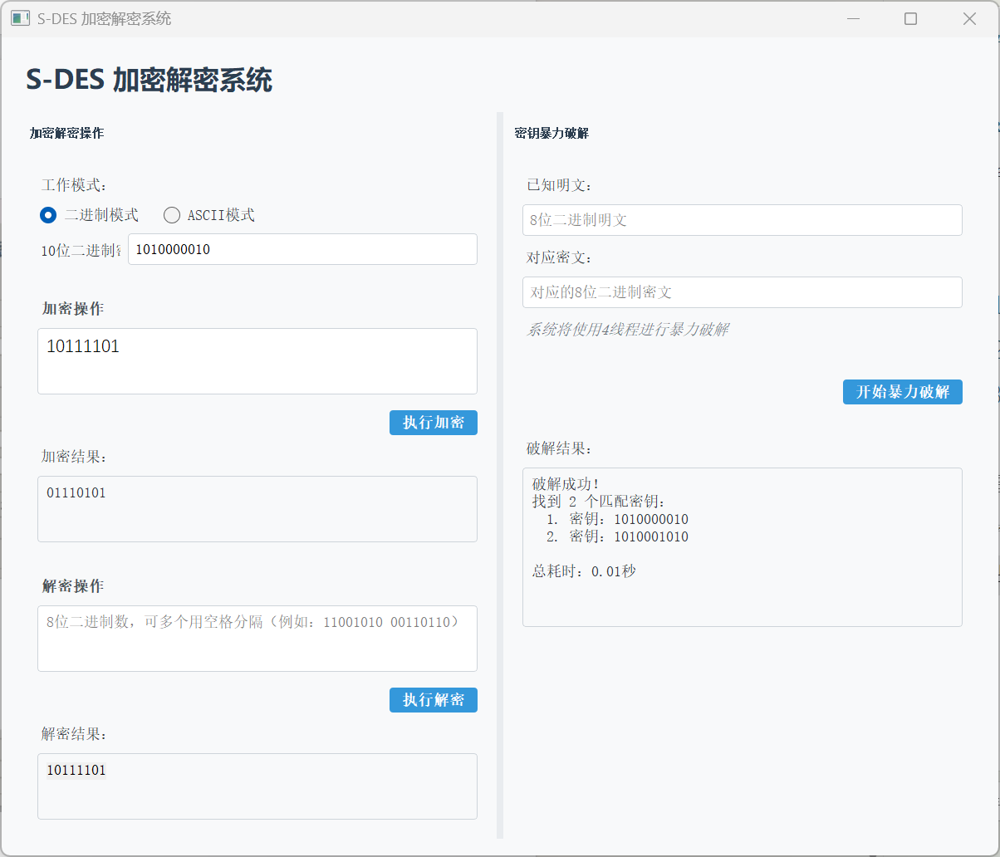 S-DES 加密解密系统
S-DES 加密解密系统
加密解密操作
工作模式：
二进制模式
ASCII模式
10位二进制
1010000010
加密操作
10111101
执行加密
加密结果：
01110101
解密操作
8位二进制数，可多个用空格分隔（例如：11001010 00110110）
执行解密
解密结果：
10111101
密钥暴力破解
已知明文：
8位二进制明文
对应密文：
对应的8位二进制密文
系统将使用4线程进行暴力破解
开始暴力破解
破解结果：
破解成功！
找到 2 个匹配密钥：
1. 密钥：1010000010
2. 密钥：1010001010
总耗时：0.01秒